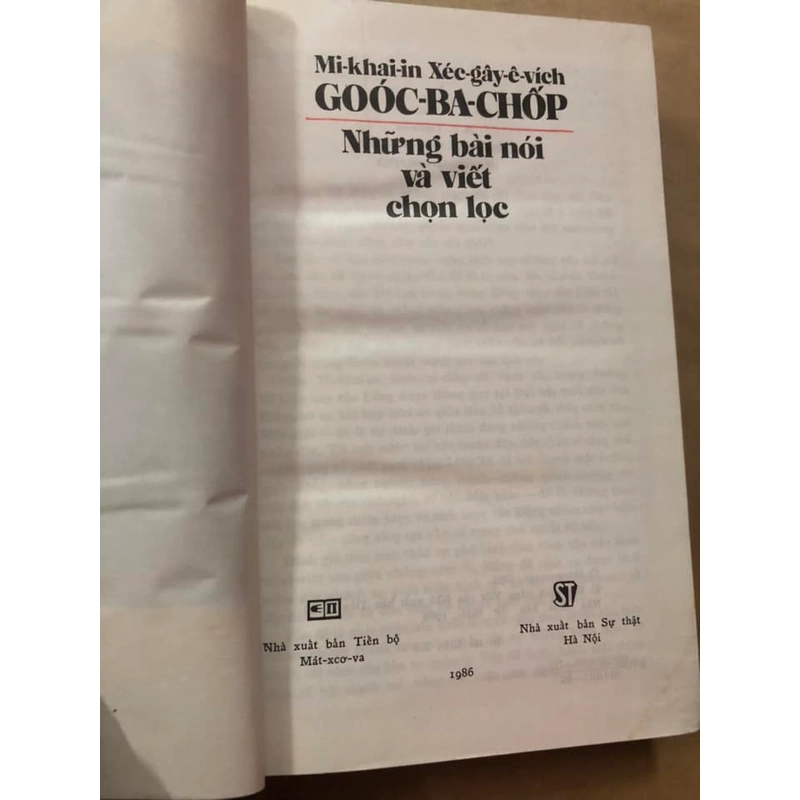 Mi-khai-in Xéc-gây-ê-vích
GOÓC-BA-CHỐP
Những bài nói
và viết
chọn lọc
ST
Nhà xuất bản Tiến bộ
Mát-xcơ-va
Nhà xuất bản Sự thật
Hà Nội
1986